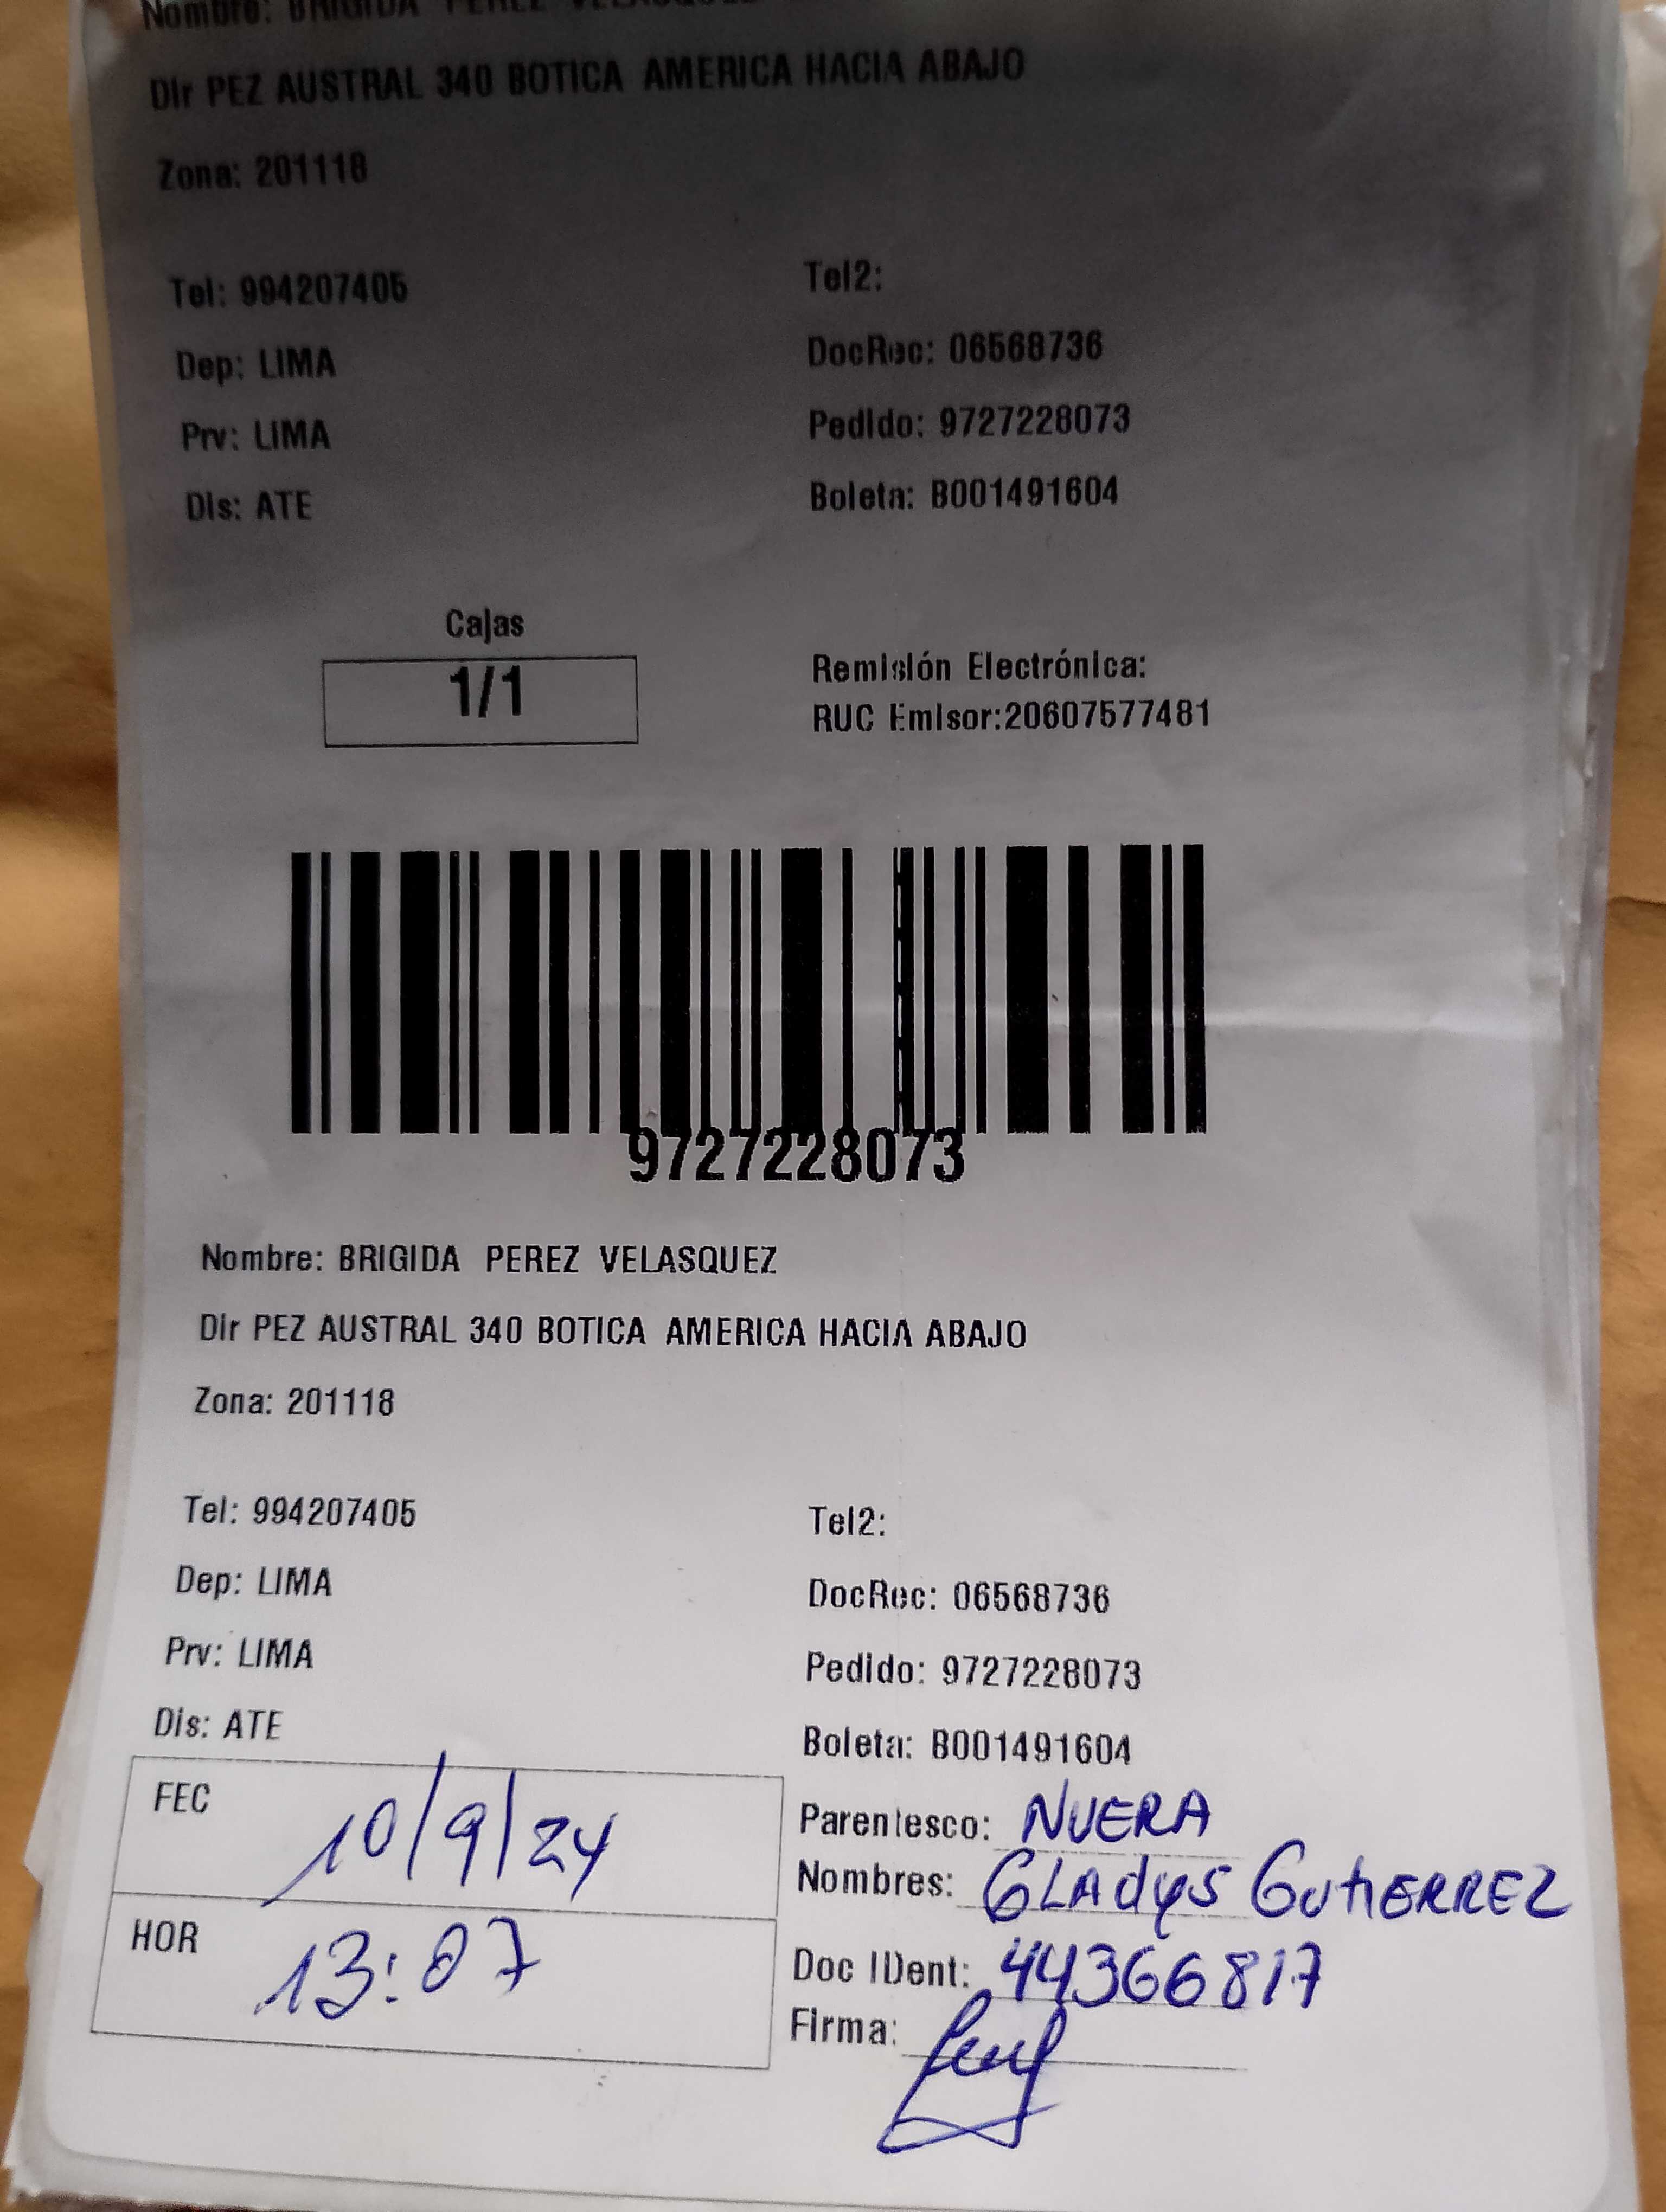 Nombre: BRIGIDA PEREZ VELASQUEZ
Dir PEZ AUSTRAL 340 BOTICA AMERICA HACIA ABAJO
Zona: 201118
Tel: 994207405
Tel2:
Dep: LIMA
DocRec: 06568736
Prv: LIMA
Pedido: 9727228073
Dis: ATE
Boleta: B001491604
Cajas
1/1
Remisión Electrónica:
RUC Emisor:20607577481
9727228073
Nombre: BRIGIDA PEREZ VELASQUEZ
Dir PEZ AUSTRAL 340 BOTICA AMERICA HACIA ABAJO
Zona: 201118
Tel: 994207405
Tel2:
Dep: LIMA
DocRec: 06568736
Prv: LIMA
Pedido: 9727228073
Dis: ATE
Boleta: B001491604
FEC 10/9/24
Parentesco: NUERA
Nombres: GLAdys GUtiERREZ
HOR 13:07
Doc IDent: 44366817
Firma: